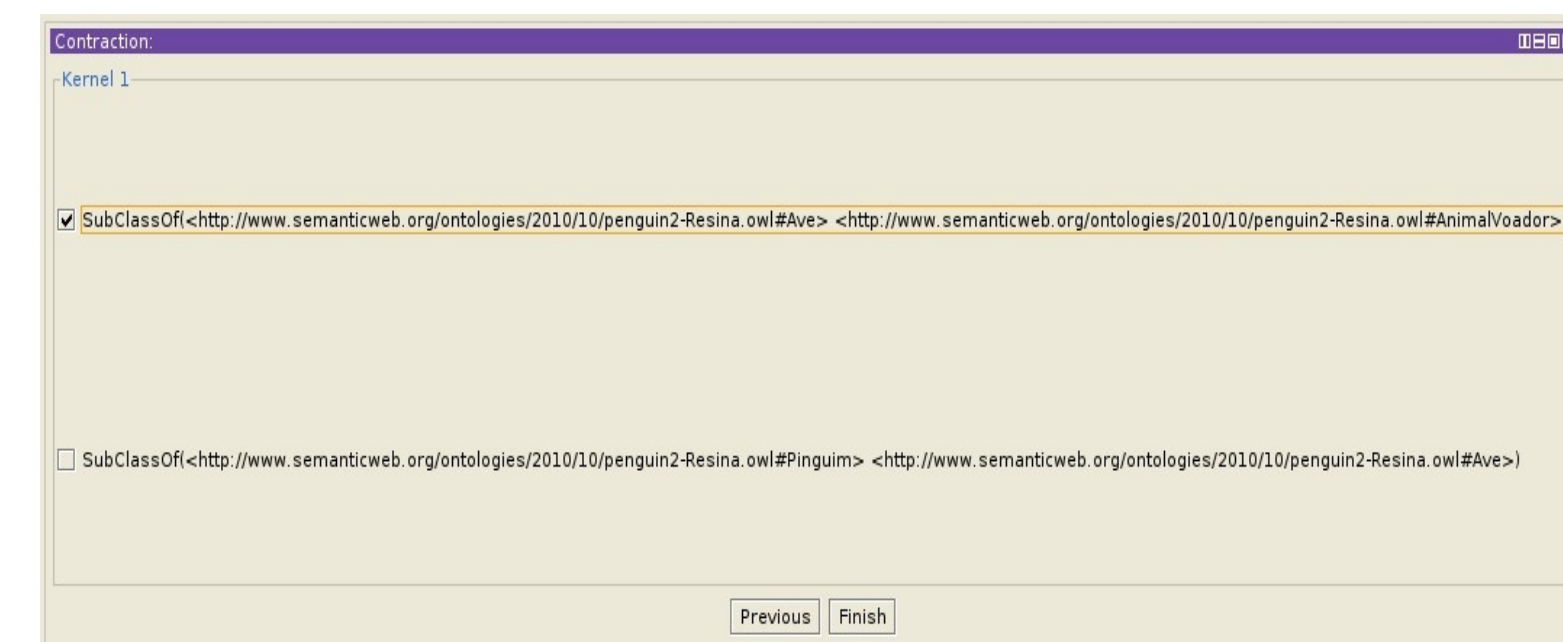 Contraction:
Kernel 1
SubClassOf(<http://www.semanticweb.org/ontologies/2010/10/penguin2-Resina.owl#Ave> <http://www.semanticweb.org/ontologies/2010/10/penguin2-Resina.owl#AnimalVoador>
SubClassOf(<http://www.semanticweb.org/ontologies/2010/10/penguin2-Resina.owl#Pinguim> <http://www.semanticweb.org/ontologies/2010/10/penguin2-Resina.owl#Ave>)
Previous Finish